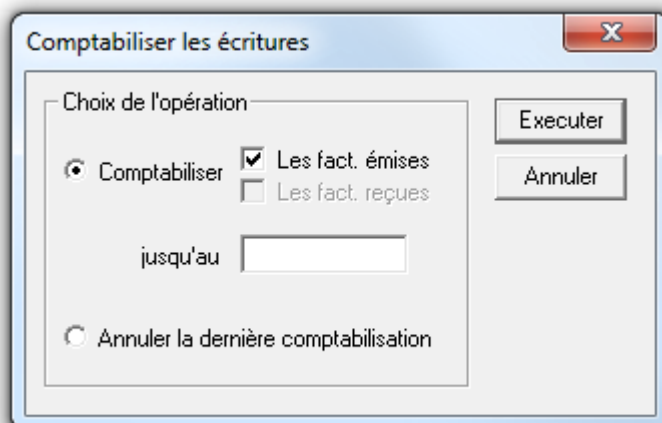 Comptabiliser les écritures
Choix de l'opération
Executer
Comptabiliser
Les fact. émises
Les fact. reçues
Annuler
jusqu'au
Annuler la dernière comptabilisation